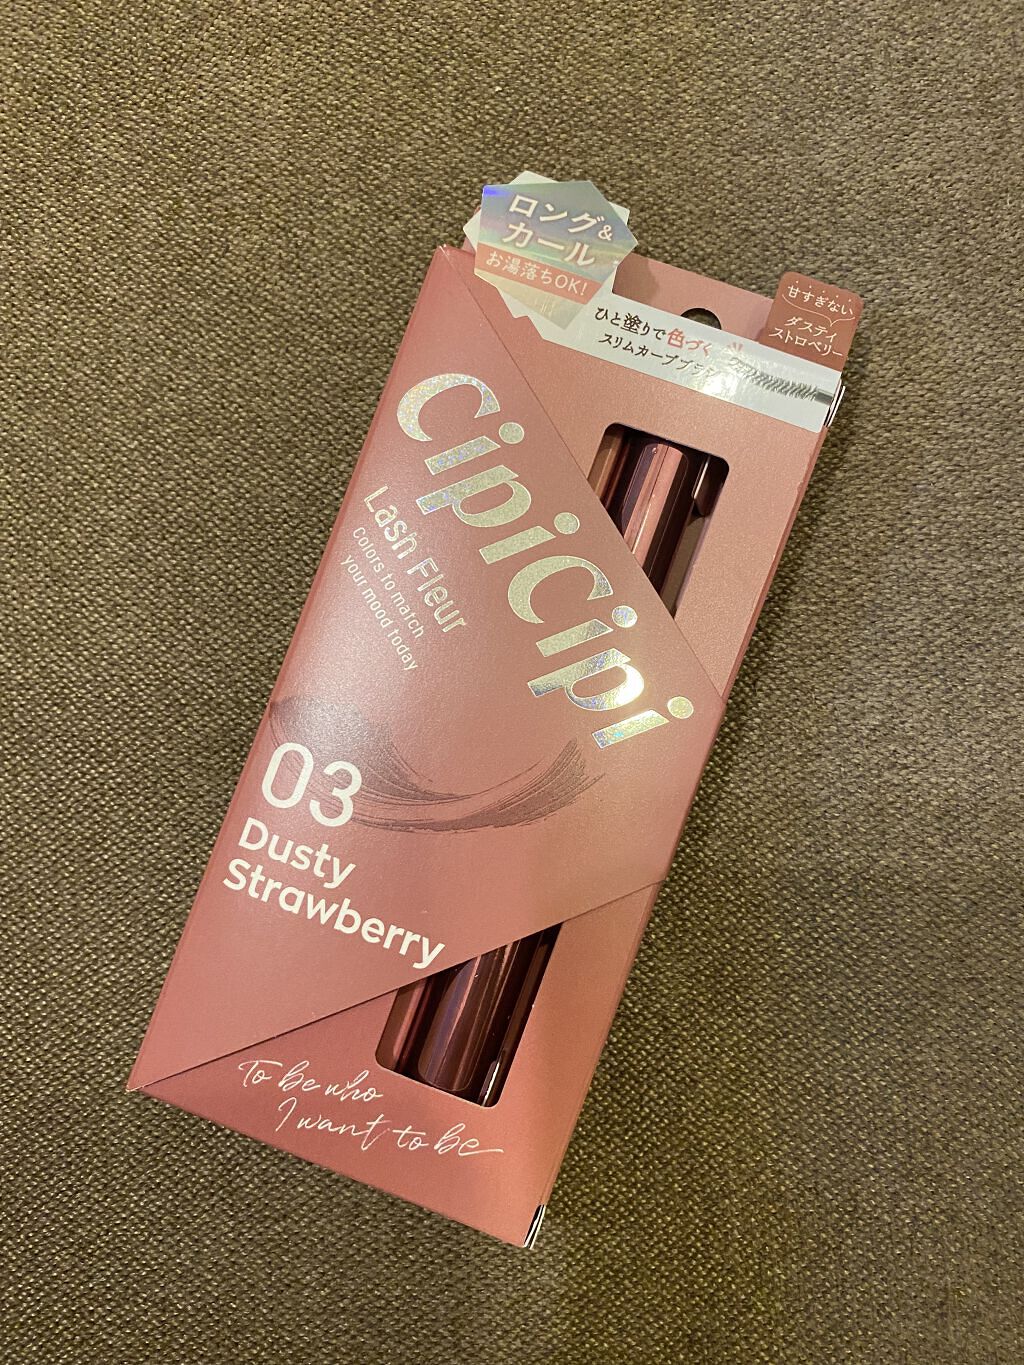 ロング&
カール
お湯落ちOK!
ひと塗りで色づく
スリムカーブブラシ
甘すぎない
ダスティ
ストロベリー
CipiCipi
Lash Fleur
Colors to match
your mood today
03
Dusty
Strawberry
To be who
I want to be